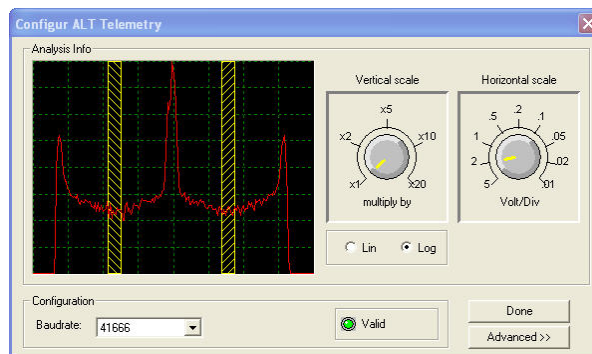 Configur ALT Telemetry
Analysis Info
Vertical scale
Horizontal scale
x5
x2
x10
x1
x20
multiply by
.2
.5
.1
1
.05
2
.02
5
.01
Volt/Div
Lin
Log
Configuration
Baudrate:
41666
Valid
Done
Advanced >>